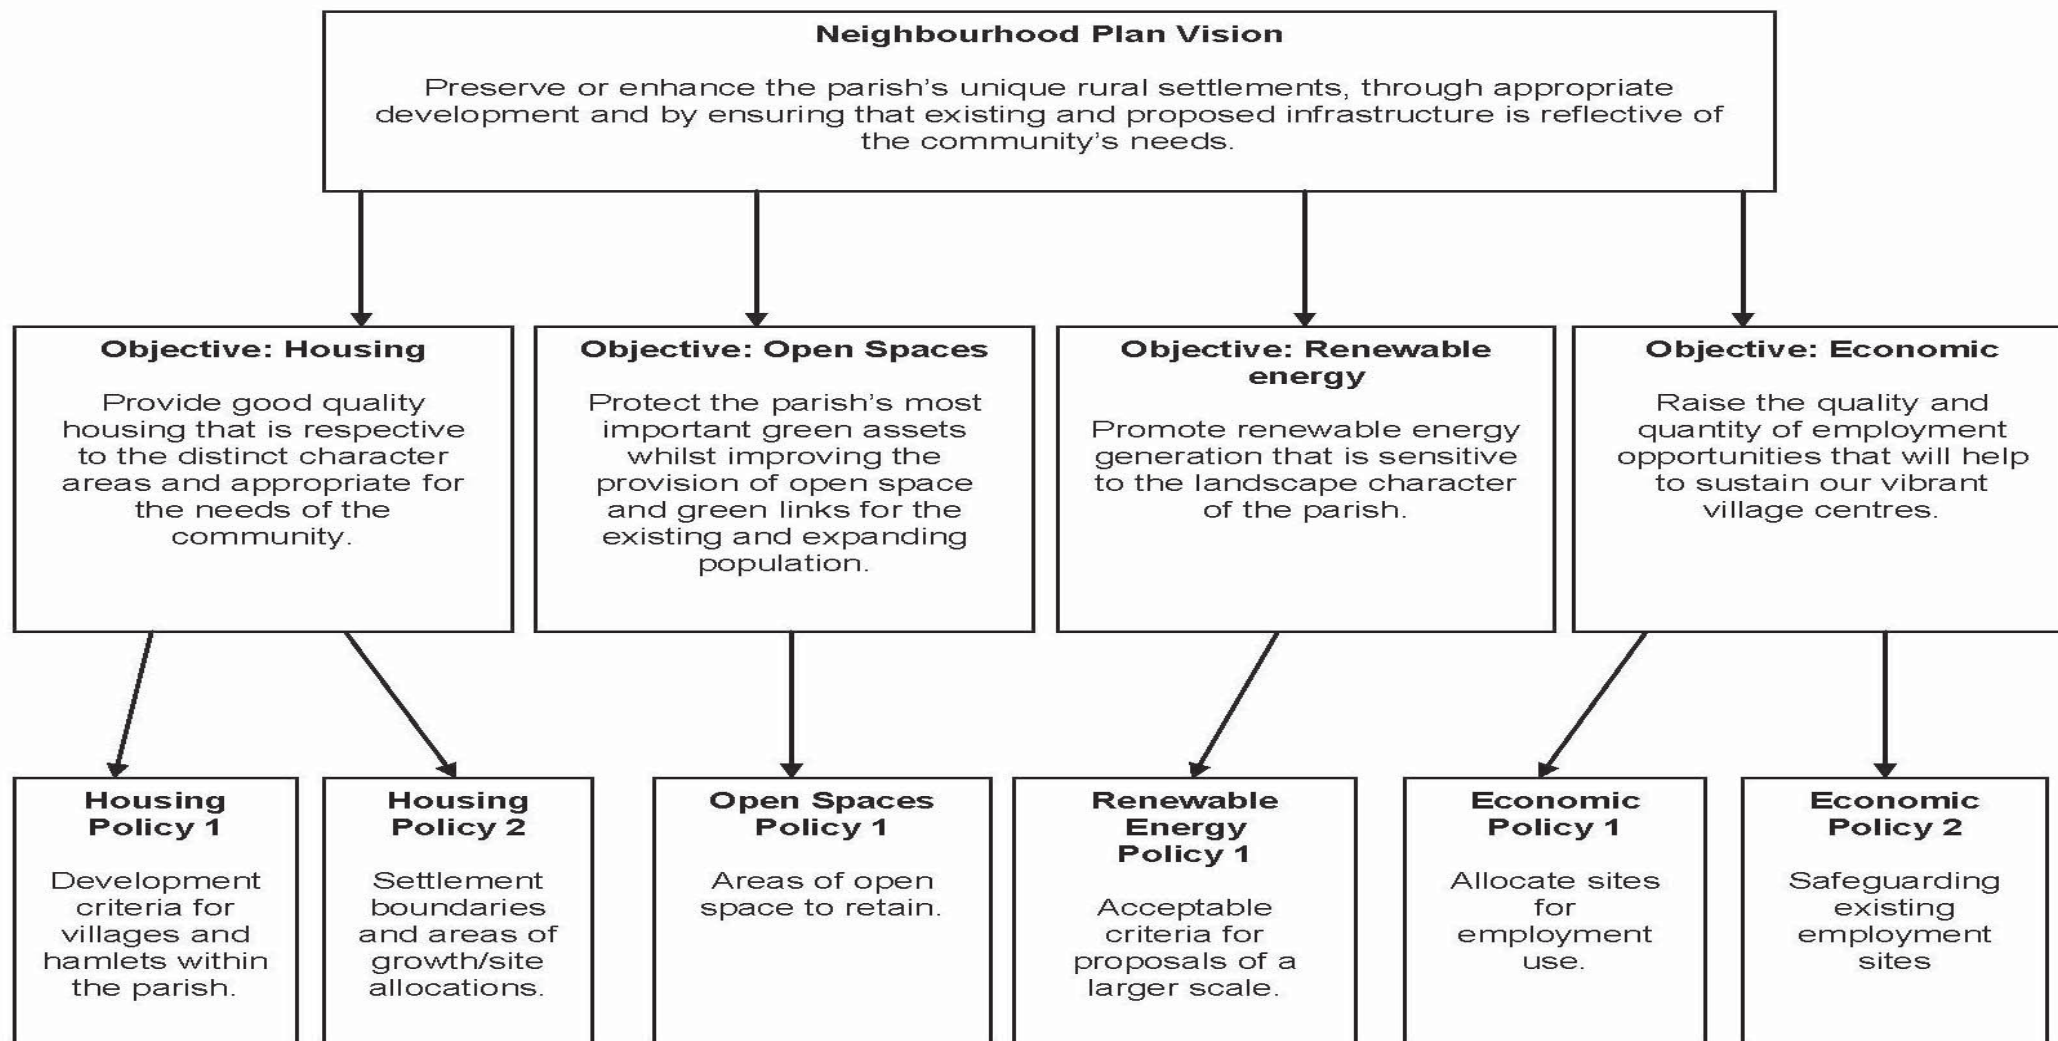 Neighbourhood Plan Vision
Preserve or enhance the parish's unique rural settlements, through appropriate
development and by ensuring that existing and proposed infrastructure is reflective of
the community's needs.
Objective: Housing
Provide good quality
housing that is respective
to the distinct character
areas and appropriate for
the needs of the
community.
Objective: Open Spaces
Protect the parish's most
important green assets
whilst improving the
provision of open space
and green links for the
existing and expanding
population.
Objective: Renewable
energy
Promote renewable energy
generation that is sensitive
to the landscape character
of the parish.
Objective: Economic
Raise the quality and
quantity of employment
opportunities that will help
to sustain our vibrant
village centres.
Housing
Policy 1
Development
criteria for
villages and
hamlets within
the parish.
Housing
Policy 2
Settlement
boundaries
and areas of
growth/site
allocations.
Open Spaces
Policy 1
Areas of open
space to retain.
Renewable
Energy
Policy 1
Acceptable
criteria for
proposals of a
larger scale.
Economic
Policy 1
Allocate sites
for
employment
use.
Economic
Policy 2
Safeguarding
existing
employment
sites